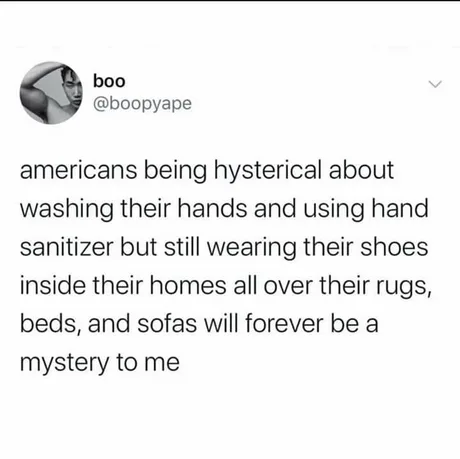 boo
@boopyape
americans being hysterical about
washing their hands and using hand
sanitizer but still wearing their shoes
inside their homes all over their rugs,
beds, and sofas will forever be a
mystery to me